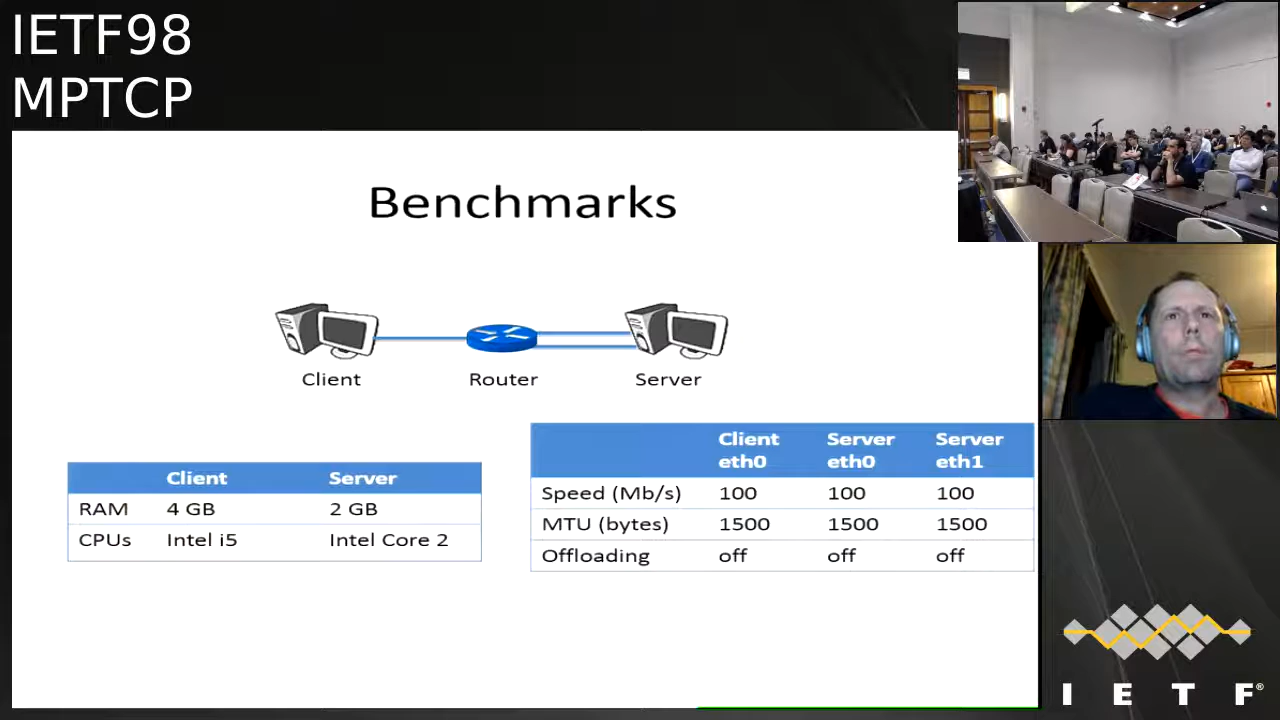 IETF98
MPTCP
Benchmarks
Client Router Server
Client Server
RAM 4 GB 2 GB
CPUs Intel i5 Intel Core 2
Client eth0 Server eth0 Server eth1
Speed (Mb/s) 100 100 100
MTU (bytes) 1500 1500 1500
Offloading off off off
I E T F®